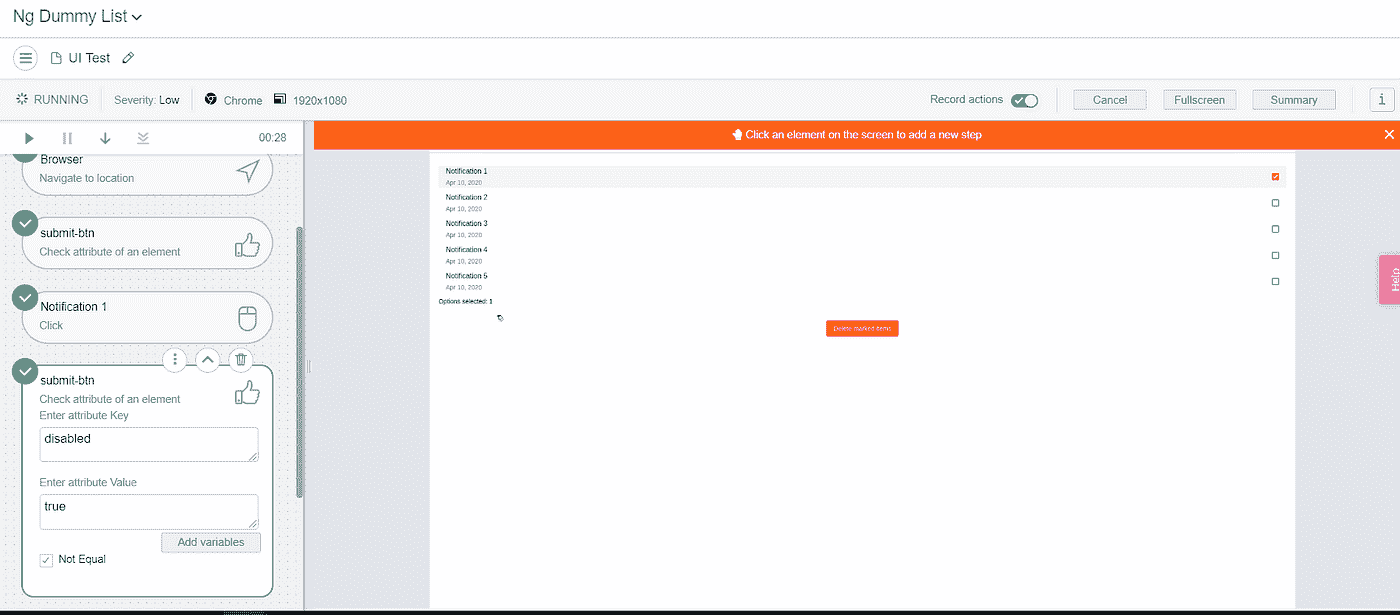 Ng Dummy List
UI Test
RUNNING
Severity: Low
Chrome
1920x1080
Record actions
Cancel
Fullscreen
Summary
i
00:28
Click an element on the screen to add a new step
Browser
Navigate to location
submit-btn
Check attribute of an element
Notification 1
Click
submit-btn
Check attribute of an element
Enter attribute Key
disabled
Enter attribute Value
true
Add variables
Not Equal
Notification 1
Apr 10, 2020
Notification 2
Apr 10, 2020
Notification 3
Apr 10, 2020
Notification 4
Apr 10, 2020
Notification 5
Apr 10, 2020
Options selected: 1
Delete marked items
Help